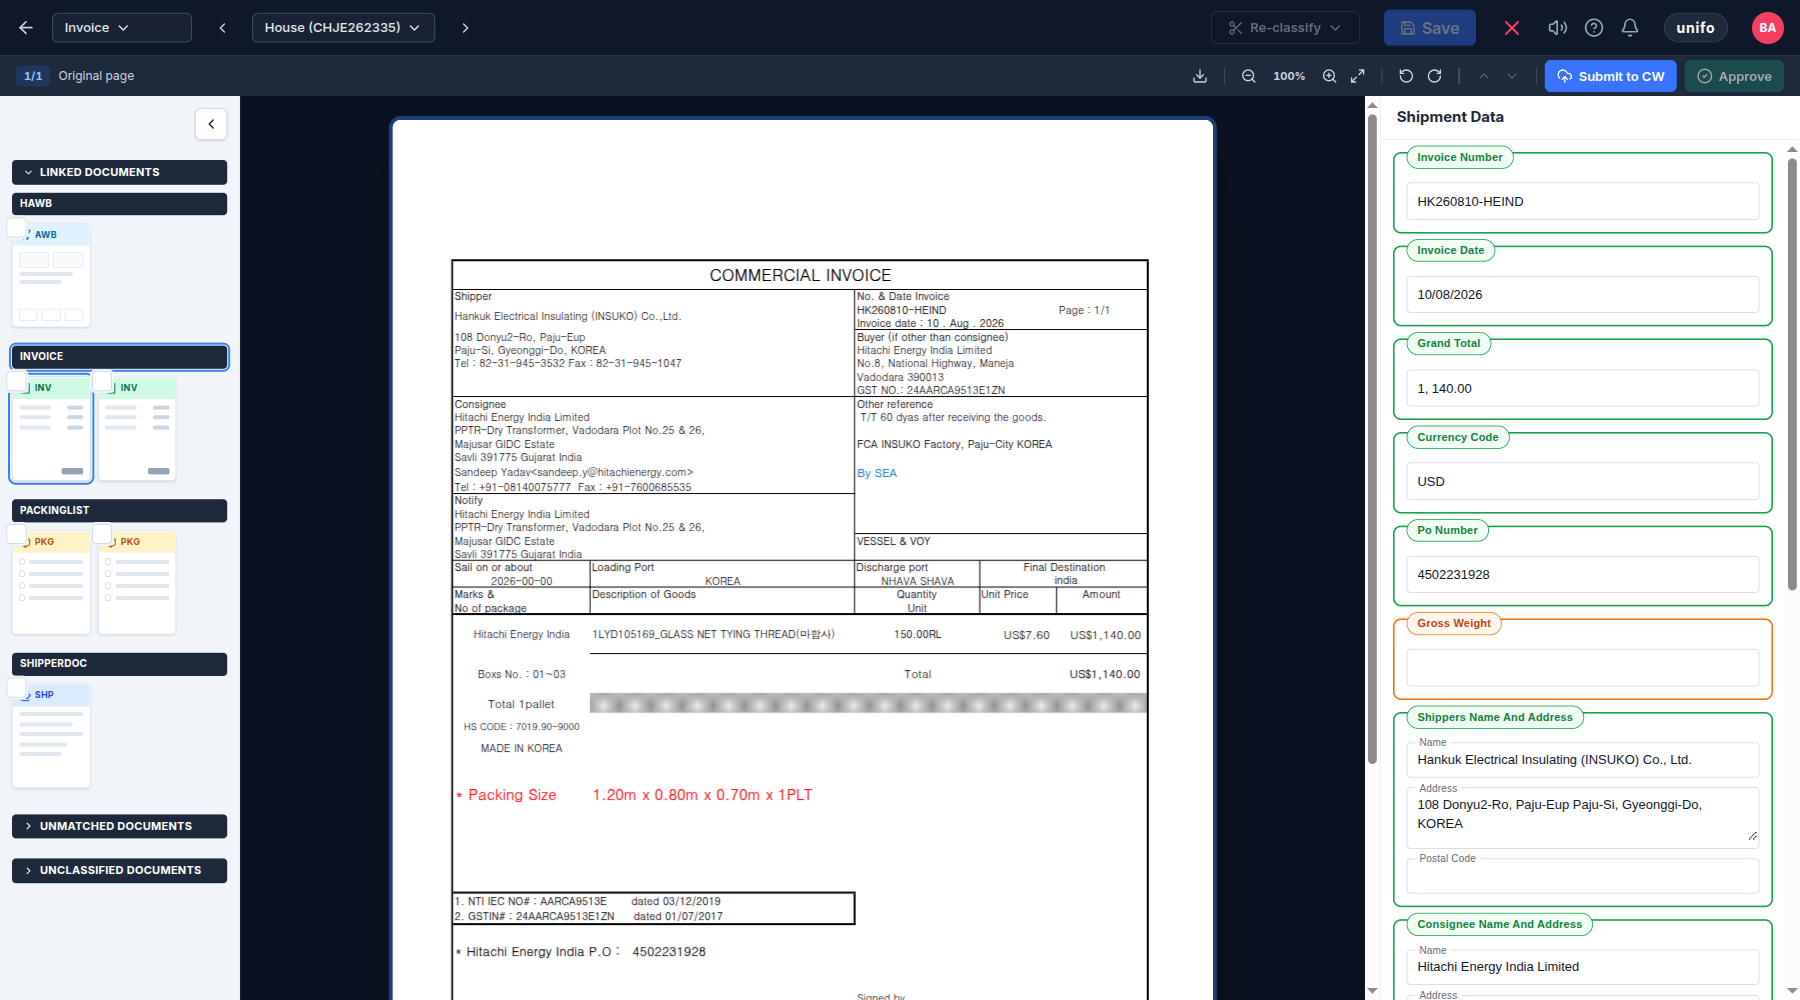 Invoice
House (CHJE262335)
Re-classify
Save
unifo
BA
1/1 Original page
100%
Submit to CW
Approve
LINKED DOCUMENTS
HAWB
AWB
INVOICE
INV
INV
PACKINGLIST
PKG
PKG
SHIPPERDOC
SHP
UNMATCHED DOCUMENTS
UNCLASSIFIED DOCUMENTS
COMMERCIAL INVOICE
Shipper
Hankuk Electrical Insulating (INSUKO) Co.,Ltd.
108 Donyu2-Ro, Paju-Eup
Paju-Si, Gyeonggi-Do, KOREA
Tel : 82-31-945-3532 Fax : 82-31-945-1047
No. & Date Invoice
HK260810-HEIND Page : 1/1
Invoice date : 10 . Aug . 2026
Buyer (if other than consignee)
Hitachi Energy India Limited
No.8, National Highway, Maneja
Vadodara 390013
GST NO.: 24AARCA9513E1ZN
Consignee
Hitachi Energy India Limited
PPTR-Dry Transformer, Vadodara Plot No.25 & 26,
Majusar GIDC Estate
Savli 391775 Gujarat India
Sandeep Yadav<sandeep.y@hitachienergy.com>
Tel : +91-08140075777 Fax : +91-7600685535
Other reference
T/T 60 dyas after receiving the goods.
FCA INSUKO Factory, Paju-City KOREA
By SEA
Notify
Hitachi Energy India Limited
PPTR-Dry Transformer, Vadodara Plot No.25 & 26,
Majusar GIDC Estate
Savli 391775 Gujarat India
VESSEL & VOY
Sail on or about Loading Port Discharge port Final Destination
2026-00-00 KOREA NHAVA SHAVA india
Marks & Description of Goods Quantity Unit Price Amount
No of package Unit
Hitachi Energy India 1LYD105169_GLASS NET TYING THREAD(마합사) 150.00RL US$7.60 US$1,140.00
Boxs No. : 01~03 Total US$1,140.00
Total 1pallet
HS CODE : 7019.90-9000
MADE IN KOREA
* Packing Size 1.20m x 0.80m x 0.70m x 1PLT
1. NTI IEC NO# : AARCA9513E dated 03/12/2019
2. GSTIN# : 24AARCA9513E1ZN dated 01/07/2017
* Hitachi Energy India P.O : 4502231928
Signed by
Shipment Data
Invoice Number
HK260810-HEIND
Invoice Date
10/08/2026
Grand Total
1, 140.00
Currency Code
USD
Po Number
4502231928
Gross Weight
Shippers Name And Address
Name
Hankuk Electrical Insulating (INSUKO) Co., Ltd.
Address
108 Donyu2-Ro, Paju-Eup Paju-Si, Gyeonggi-Do,
KOREA
Postal Code
Consignee Name And Address
Name
Hitachi Energy India Limited
Address